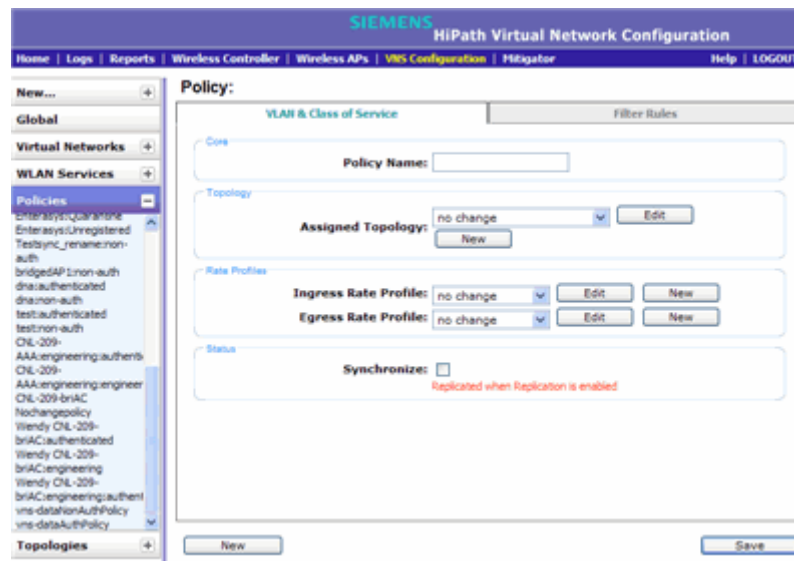 SIEMENS
HiPath Virtual Network Configuration
Home | Logs | Reports | Wireless Controller | Wireless APs | VNS Configuration | Mitigator Help | LOGOUT
New...
Global
Virtual Networks
WLAN Services
Policies
Enterasys:Quarantine
Enterasys:Unregistered
Testsync_rename:non-
auth
bridgedAP1:non-auth
dna:authenticated
dna:non-auth
test:authenticated
test:non-auth
CNL-209-
AAA:engineering:authenti
CNL-209-
AAA:engineering:engineer
CNL-209-briAC
Nochangepolicy
Wendy CNL-209-
briAC:authenticated
Wendy CNL-209-
briAC:engineering
Wendy CNL-209-
briAC:engineering:authent
vns-dataNonAuthPolicy
vns-dataAuthPolicy
Topologies
Policy:
VLAN & Class of Service Filter Rules
Core
Policy Name:
Topology
Assigned Topology: no change Edit
New
Rate Profiles
Ingress Rate Profile: no change Edit New
Egress Rate Profile: no change Edit New
Status
Synchronize:
Replicated when Replication is enabled
New Save